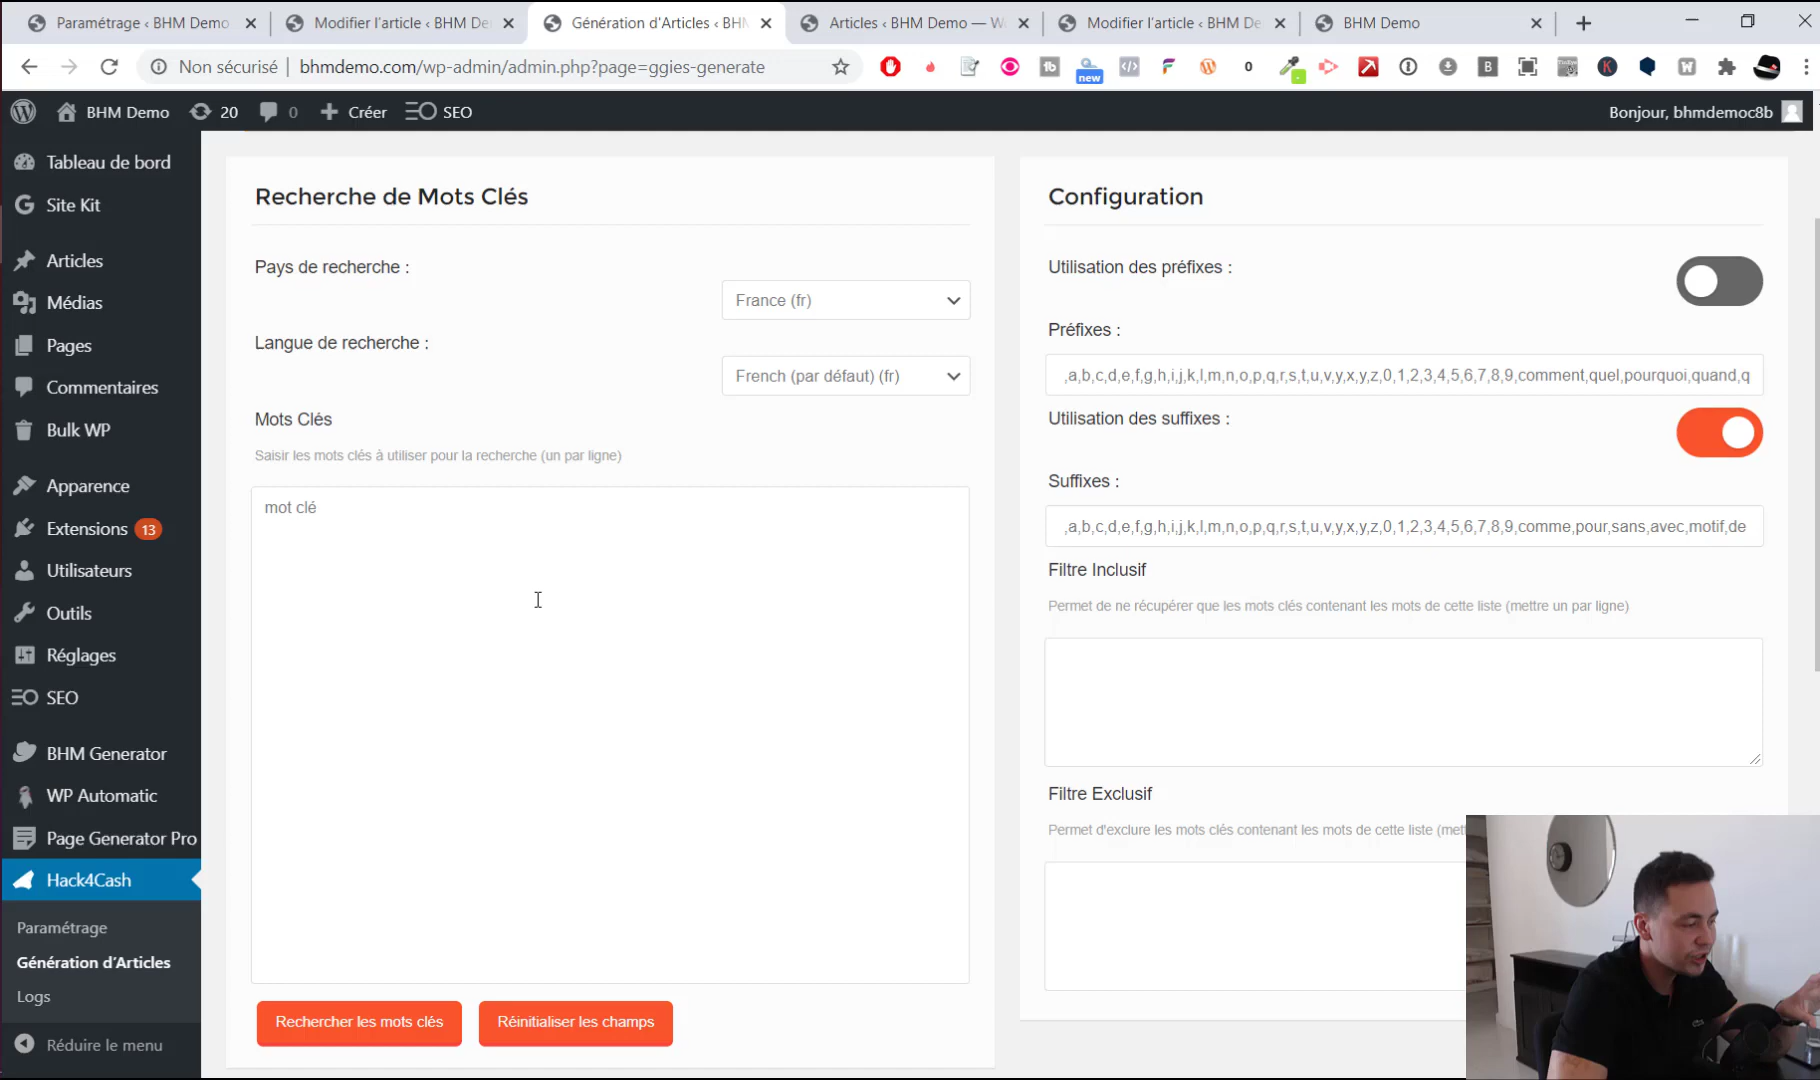 Paramétrage ‹ BHM Demo
Modifier l'article ‹ BHM De
Génération d'Articles ‹ BHM
Articles ‹ BHM Demo — W
Modifier l'article ‹ BHM De
BHM Demo
Non sécurisé
bhmdemo.com/wp-admin/admin.php?page=ggies-generate
new
BHM Demo
20
0
Créer
SEO
Bonjour, bhmdemoc8b
Tableau de bord
Site Kit
Articles
Médias
Pages
Commentaires
Bulk WP
Apparence
Extensions 13
Utilisateurs
Outils
Réglages
SEO
BHM Generator
WP Automatic
Page Generator Pro
Hack4Cash
Paramétrage
Génération d'Articles
Logs
Réduire le menu
Recherche de Mots Clés
Pays de recherche :
France (fr)
Langue de recherche :
French (par défaut) (fr)
Mots Clés
Saisir les mots clés à utiliser pour la recherche (un par ligne)
mot clé
Rechercher les mots clés
Réinitialiser les champs
Configuration
Utilisation des préfixes :
Préfixes :
,a,b,c,d,e,f,g,h,i,j,k,l,m,n,o,p,q,r,s,t,u,v,y,x,y,z,0,1,2,3,4,5,6,7,8,9,comment,quel,pourquoi,quand,q
Utilisation des suffixes :
Suffixes :
,a,b,c,d,e,f,g,h,i,j,k,l,m,n,o,p,q,r,s,t,u,v,y,x,y,z,0,1,2,3,4,5,6,7,8,9,comme,pour,sans,avec,motif,de
Filtre Inclusif
Permet de ne récupérer que les mots clés contenant les mots de cette liste (mettre un par ligne)
Filtre Exclusif
Permet d'exclure les mots clés contenant les mots de cette liste (mett